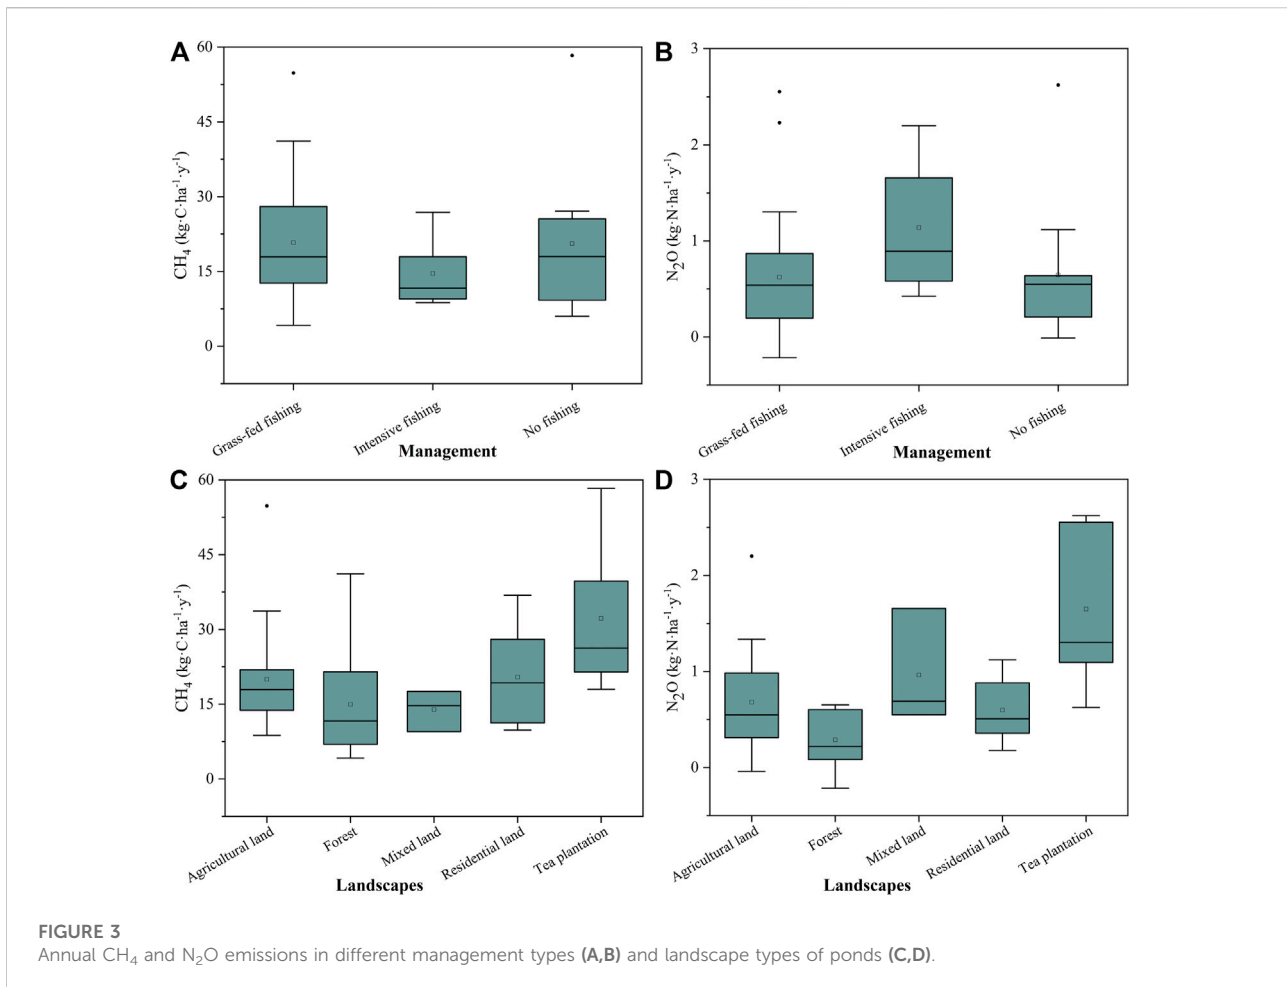 A
60
45
30
15
0
CH₄ (kg·C·ha⁻¹·y⁻¹)
Grass-fed fishing
Intensive fishing
No fishing
Management
B
3
2
1
0
N₂O (kg·N·ha⁻¹·y⁻¹)
Grass-fed fishing
Intensive fishing
No fishing
Management
C
60
45
30
15
0
CH₄ (kg·C·ha⁻¹·y⁻¹)
Agricultural land
Forest
Mixed land
Residential land
Tea plantation
Landscapes
D
3
2
1
0
N₂O (kg·N·ha⁻¹·y⁻¹)
Agricultural land
Forest
Mixed land
Residential land
Tea plantation
Landscapes
FIGURE 3
Annual CH₄ and N₂O emissions in different management types (A,B) and landscape types of ponds (C,D).